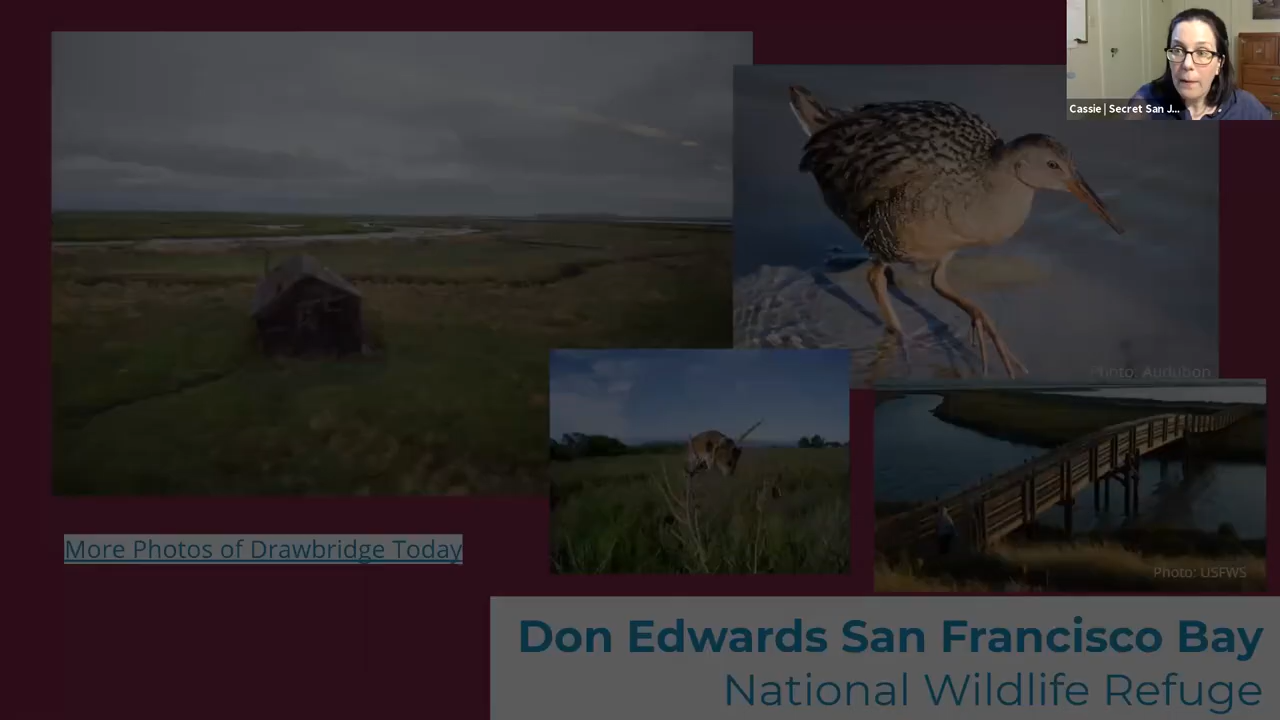 Cassie | Secret San J...
Photo: Audubon
More Photos of Drawbridge Today
Photo: USFWS
Don Edwards San Francisco Bay
National Wildlife Refuge